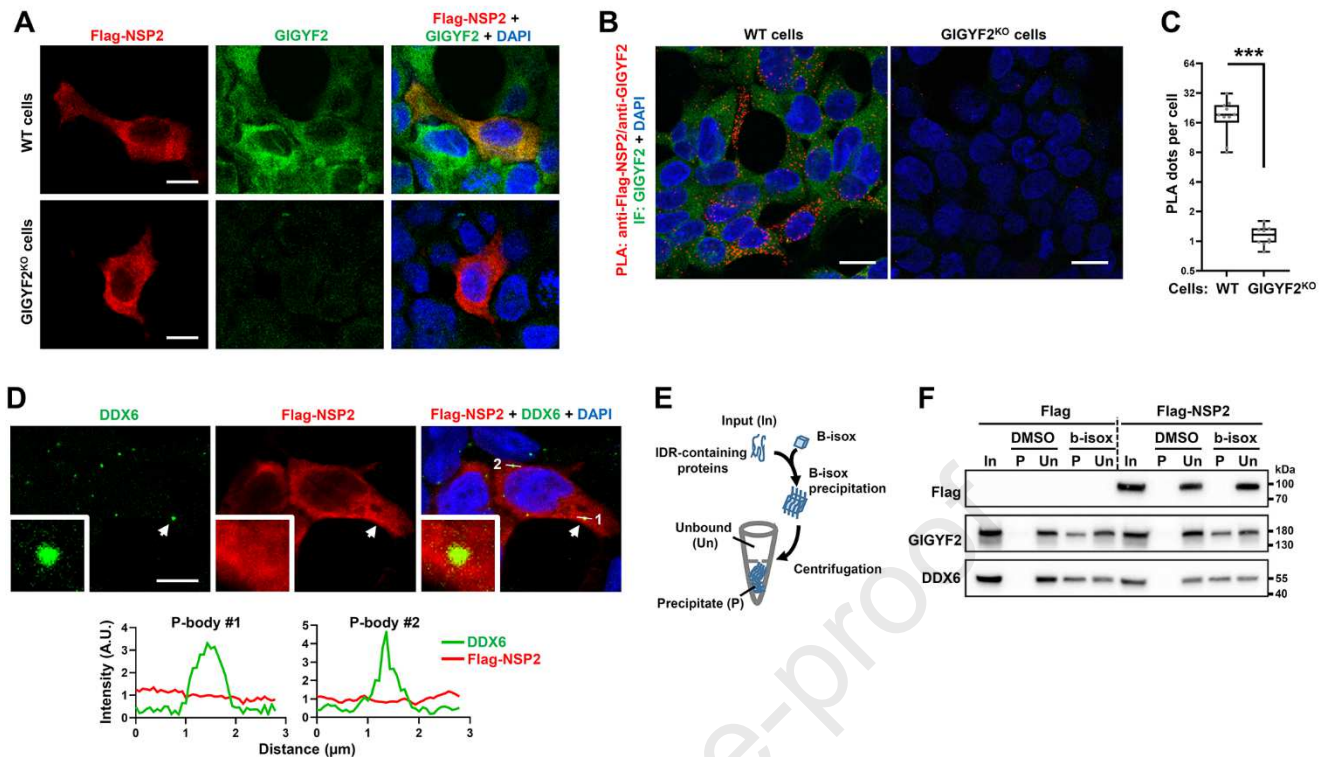 A
Flag-NSP2
GIGYF2
Flag-NSP2 +
GIGYF2 + DAPI
WT cells
GIGYF2KO cells
B
WT cells
GIGYF2KO cells
PLA: anti-Flag-NSP2/anti-GIGYF2
IF: GIGYF2 + DAPI
C
***
PLA dots per cell
64
32
16
8
4
2
1
0.5
Cells: WT GIGYF2KO
D
DDX6
Flag-NSP2
Flag-NSP2 + DDX6 + DAPI
2
1
P-body #1
P-body #2
DDX6
Flag-NSP2
Intensity (A.U.)
4
3
2
1
0
5
4
3
2
1
0
0 1 2 3
0 1 2 3
Distance (µm)
E
Input (In)
B-isox
IDR-containing
proteins
B-isox
precipitation
Unbound
(Un)
Centrifugation
Precipitate (P)
F
Flag
Flag-NSP2
DMSO b-isox DMSO b-isox
In P Un P Un In P Un P Un
kDa
Flag
100
70
GIGYF2
180
130
DDX6
55
40
e-proof